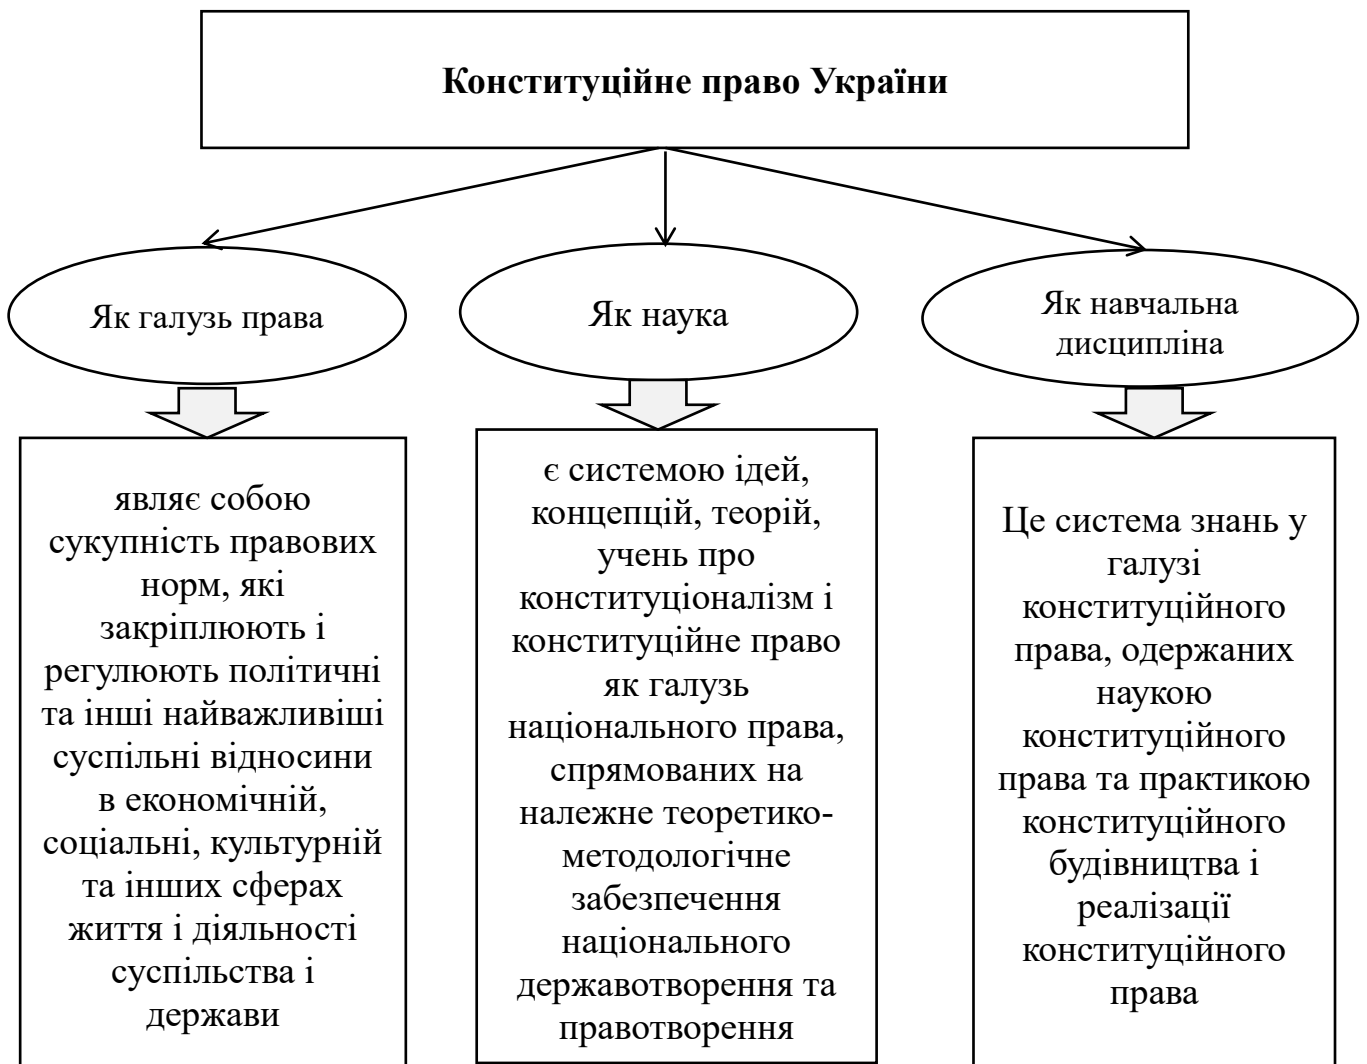 Конституційне право України
Як галузь права
Як наука
Як навчальна
дисципліна
являє собою
сукупність правових
норм, які
закріплюють і
регулюють політичні
та інші найважливіші
суспільні відносини
в економічній,
соціальні, культурній
та інших сферах
життя і діяльності
суспільства і
держави
є системою ідей,
концепцій, теорій,
учень про
конституціоналізм і
конституційне право
як галузь
національного права,
спрямованих на
належне теоретико-
методологічне
забезпечення
національного
державотворення та
правотворення
Це система знань у
галузі
конституційного
права, одержаних
наукою
конституційного
права та практикою
конституційного
будівництва і
реалізації
конституційного
права